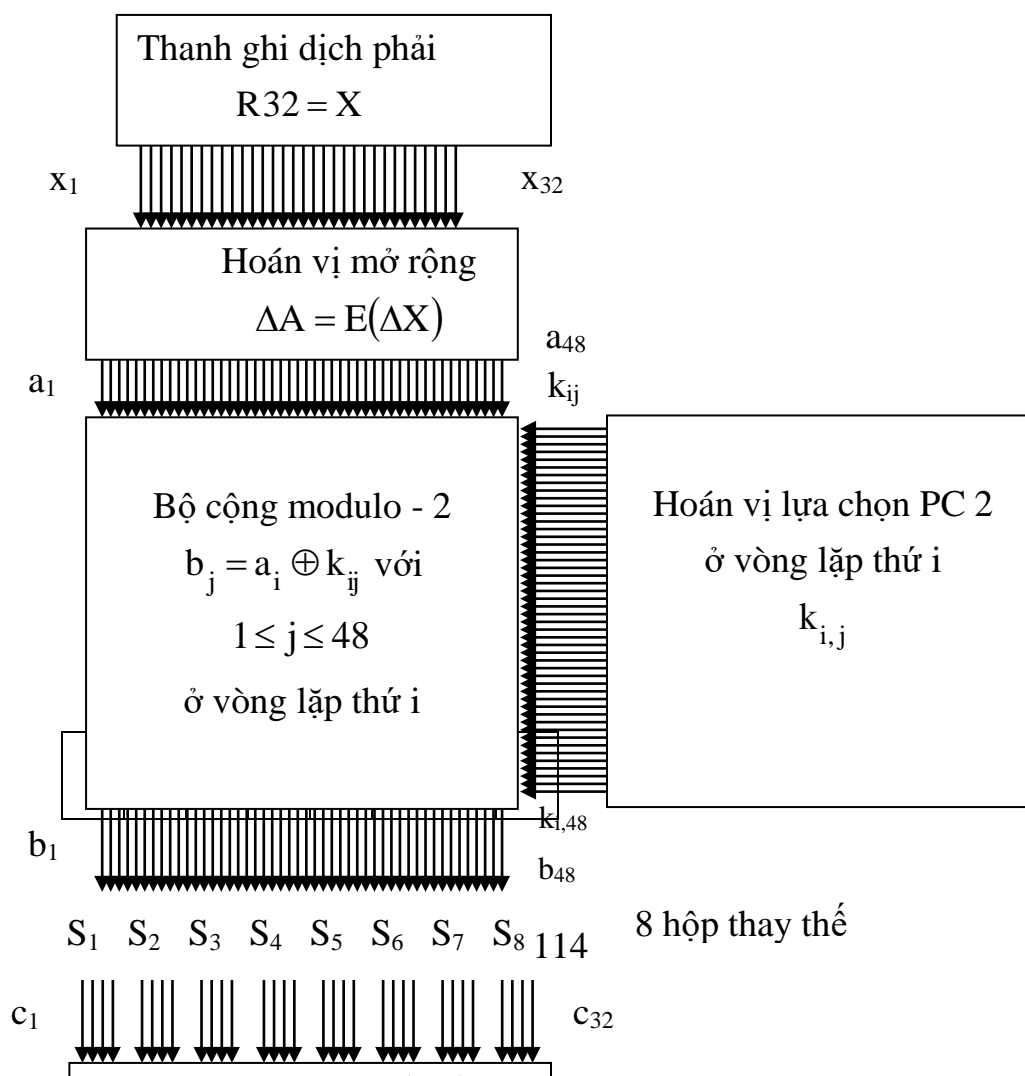 Thanh ghi dịch phải
R32 = X
x₁ x₃₂
Hoán vị mở rộng
ΔA = E(ΔX)
a₄₈
a₁ kᵢⱼ
Bộ cộng modulo - 2
bⱼ = aᵢ ⊕ kᵢⱼ với
1 ≤ j ≤ 48
ở vòng lặp thứ i
Hoán vị lựa chọn PC 2
ở vòng lặp thứ i
kᵢ,ⱼ
kᵢ,₄₈
b₁ b₄₈
S₁ S₂ S₃ S₄ S₅ S₆ S₇ S₈ 114 8 hộp thay thế
c₁ c₃₂